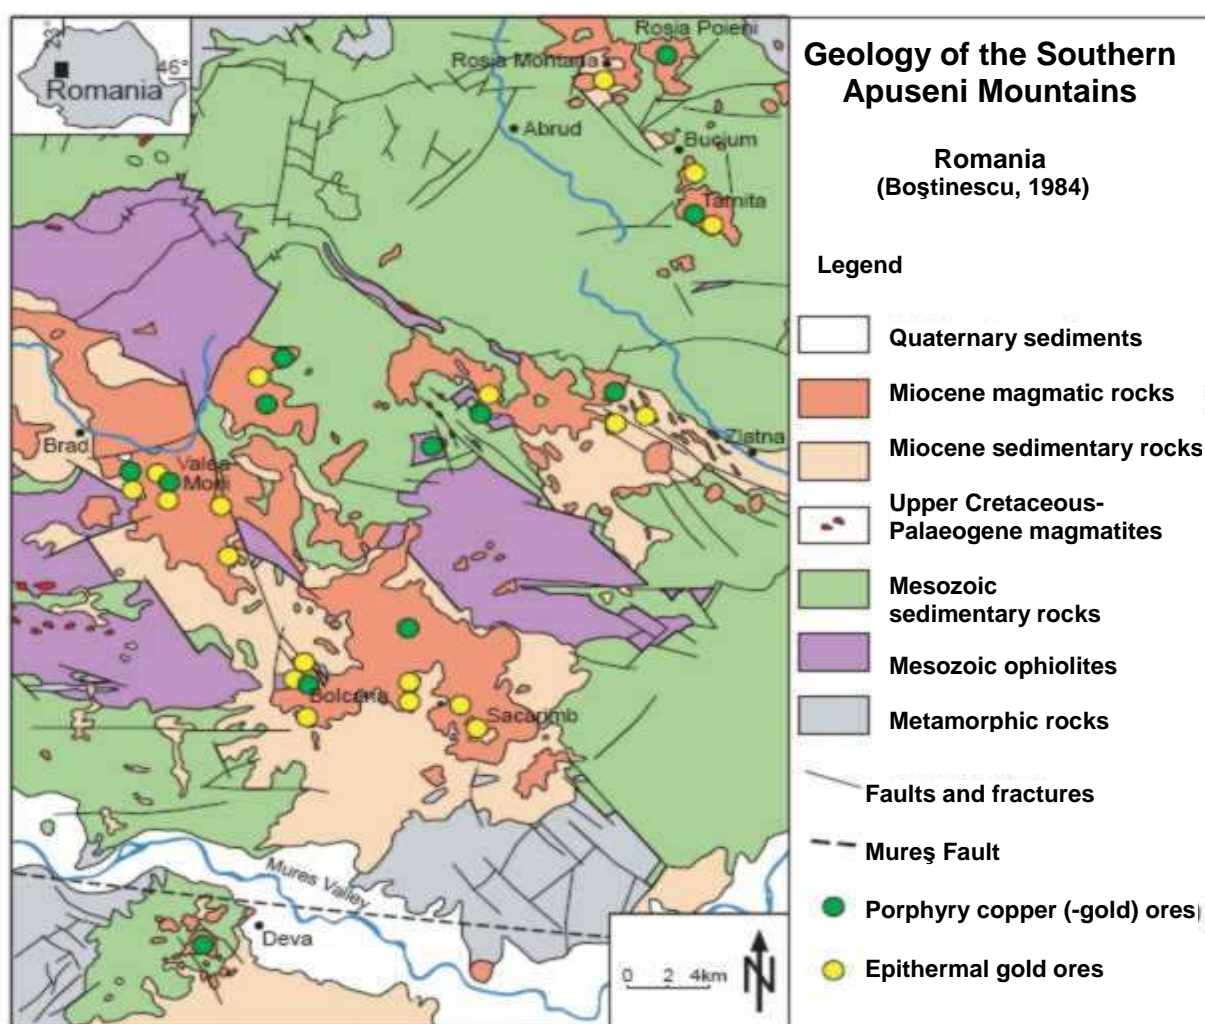 Geology of the Southern
Apuseni Mountains
Romania
(Boştinescu, 1984)
Legend
Quaternary sediments
Miocene magmatic rocks
Miocene sedimentary rocks
Upper Cretaceous-
Palaeogene magmatites
Mesozoic
sedimentary rocks
Mesozoic ophiolites
Metamorphic rocks
Faults and fractures
Mureş Fault
Porphyry copper (-gold) ores
Epithermal gold ores
23°
46°
Romania
Rosia Poieni
Rosia Montana
Abrud
Bucium
Tarnita
Brad
Valea
Morii
Zlatna
Bolcana
Sacarimb
Mures Valley
Deva
0 2 4km
N